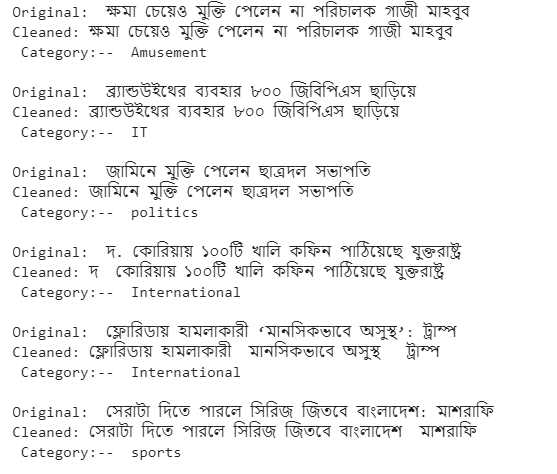 Original: ক্ষমা চেয়েও মুক্তি পেলেন না পরিচালক গাজী মাহবুব
Cleaned: ক্ষমা চেয়েও মুক্তি পেলেন না পরিচালক গাজী মাহবুব
Category:-- Amusement
Original: ব্র্যান্ডউইথের ব্যবহার ৮০০ জিবিপিএস ছাড়িয়ে
Cleaned: ব্র্যান্ডউইথের ব্যবহার ৮০০ জিবিপিএস ছাড়িয়ে
Category:-- IT
Original: জামিনে মুক্তি পেলেন ছাত্রদল সভাপতি
Cleaned: জামিনে মুক্তি পেলেন ছাত্রদল সভাপতি
Category:-- politics
Original: দ. কোরিয়ায় ১০০টি খালি কফিন পাঠিয়েছে যুক্তরাষ্ট্র
Cleaned: দ কোরিয়ায় ১০০টি খালি কফিন পাঠিয়েছে যুক্তরাষ্ট্র
Category:-- International
Original: ফ্লোরিডায় হামলাকারী ‘মানসিকভাবে অসুস্থ’: ট্রাম্প
Cleaned: ফ্লোরিডায় হামলাকারী মানসিকভাবে অসুস্থ ট্রাম্প
Category:-- International
Original: সেরাটা দিতে পারলে সিরিজ জিতবে বাংলাদেশ: মাশরাফি
Cleaned: সেরাটা দিতে পারলে সিরিজ জিতবে বাংলাদেশ মাশরাফি
Category:-- sports